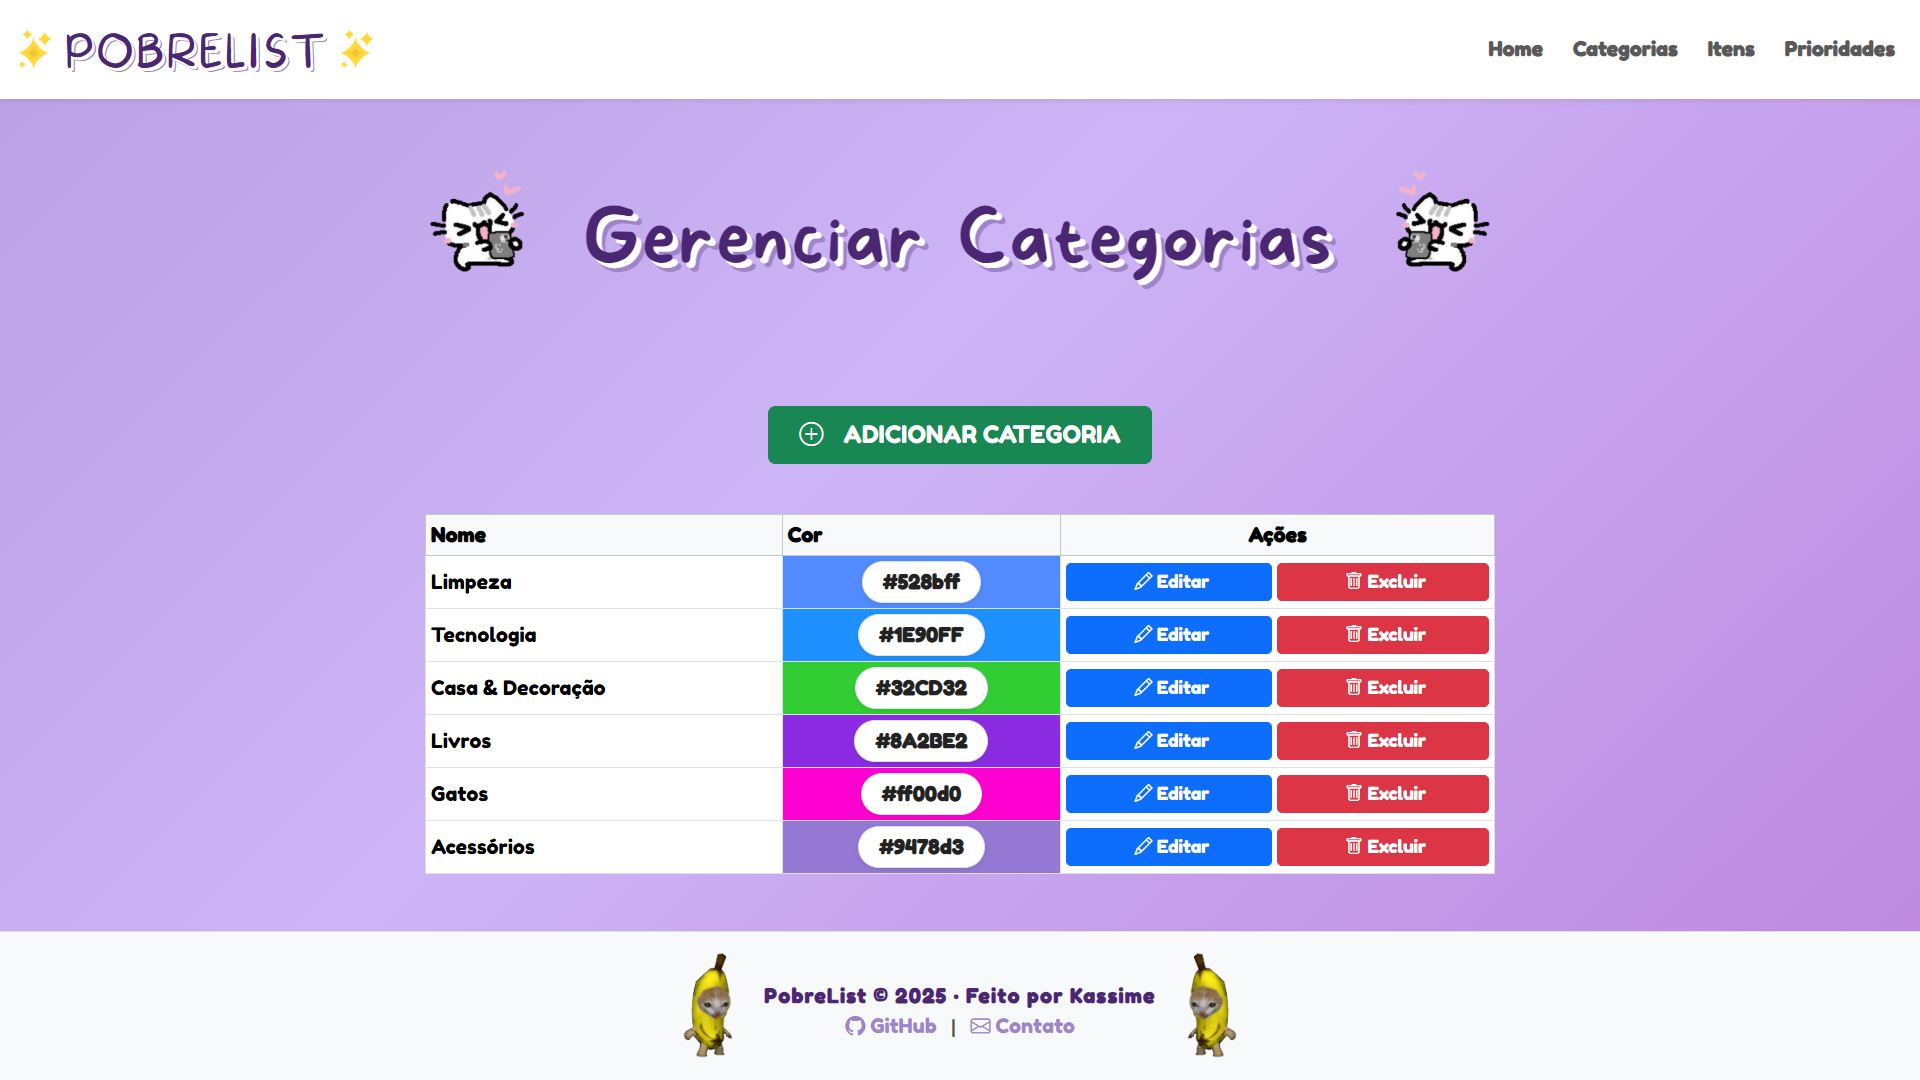 ✨ POBRELIST ✨
Home Categorias Itens Prioridades
Gerenciar Categorias
ADICIONAR CATEGORIA
Nome Cor Ações
Limpeza #528bff Editar Excluir
Tecnologia #1E90FF Editar Excluir
Casa & Decoração #32CD32 Editar Excluir
Livros #8A2BE2 Editar Excluir
Gatos #ff00d0 Editar Excluir
Acessórios #9478d3 Editar Excluir
PobreList © 2025 · Feito por Kassime
GitHub | Contato